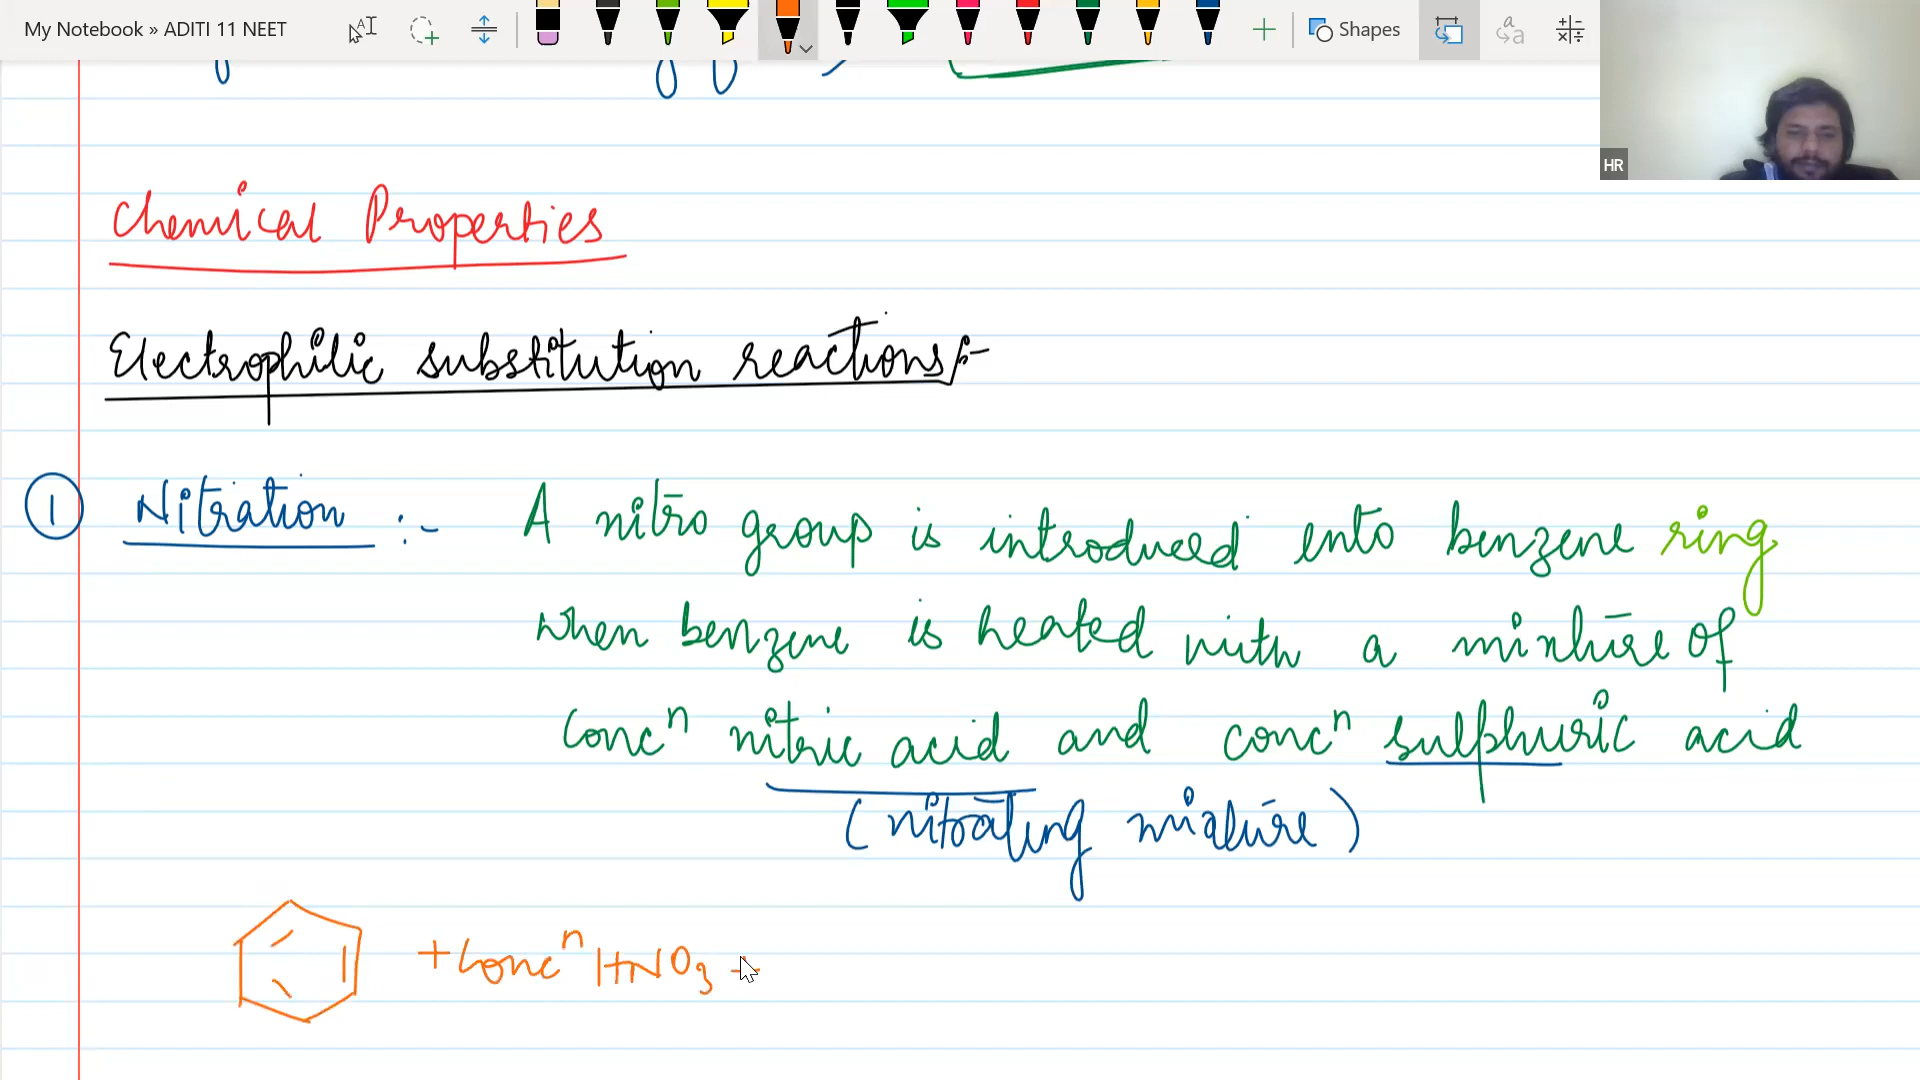 My Notebook » ADITI 11 NEET
Shapes
HR
Chemical Properties
Electrophilic substitution reactions:-
① Nitration :- A nitro group is introduced into benzene ring
when benzene is heated with a mixture of
concⁿ nitric acid and concⁿ sulphuric acid
(nitrating mixture)
+ concⁿ HNO₃ +